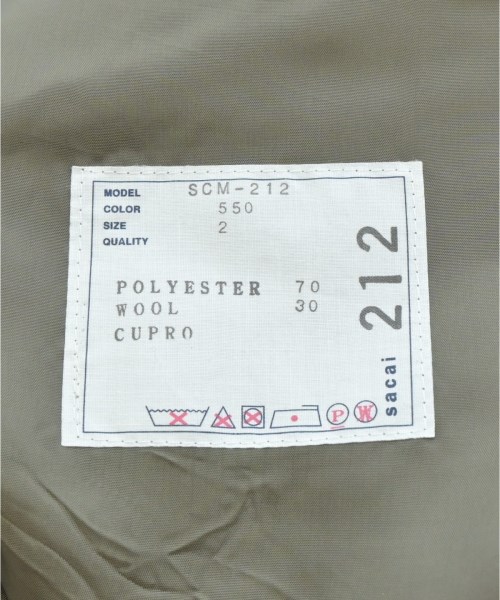 MODEL SCM-212
COLOR 550
SIZE 2
QUALITY
POLYESTER 70
WOOL 30
CUPRO
P
W
sacai 212